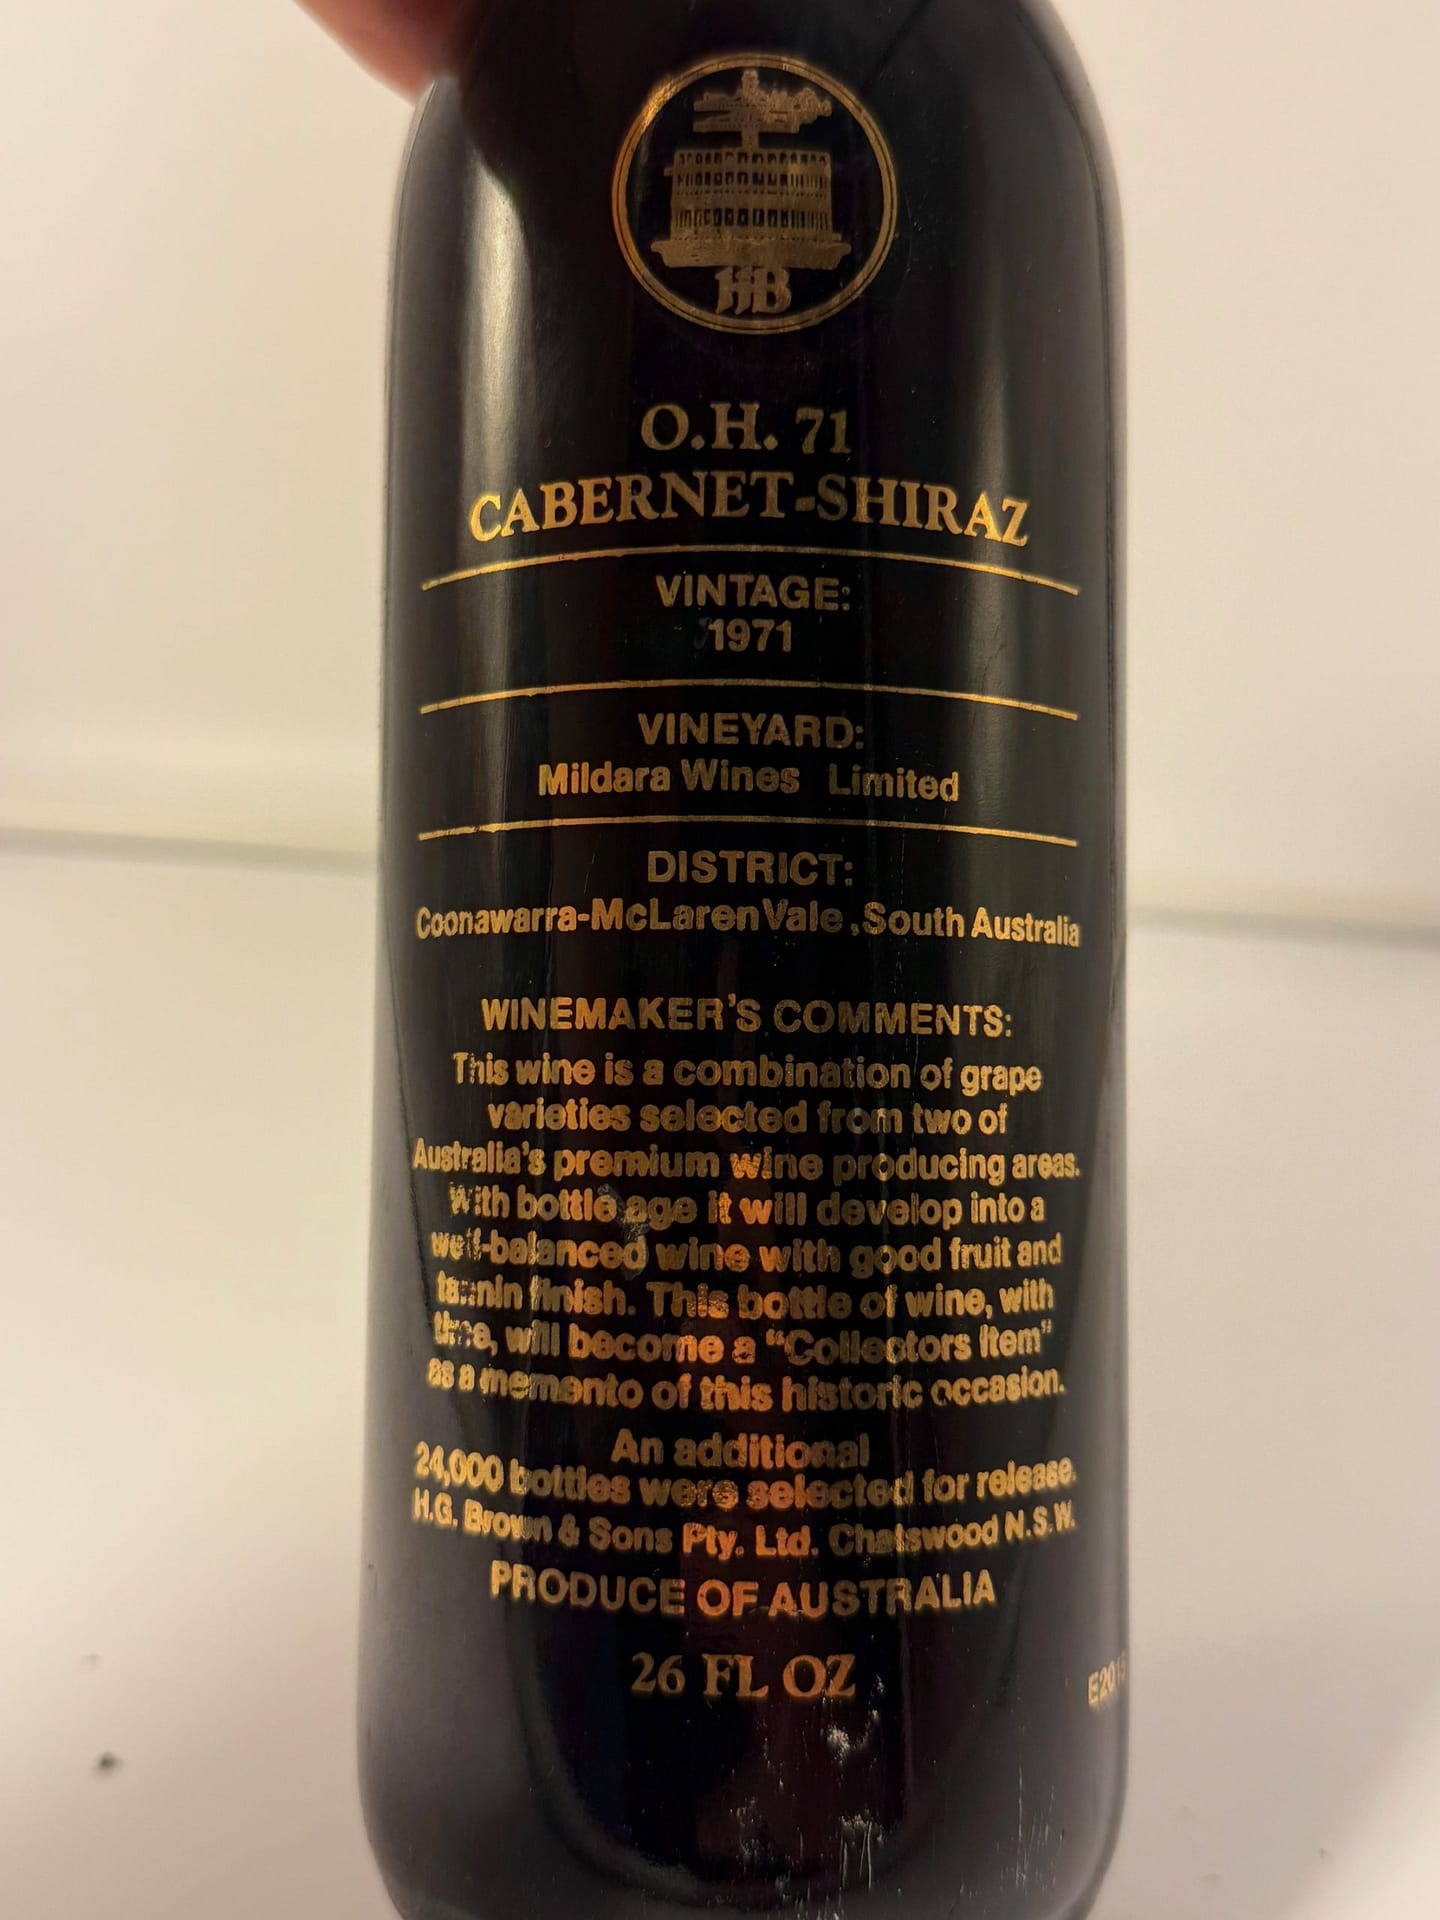 HB
O.H. 71
CABERNET-SHIRAZ
VINTAGE:
1971
VINEYARD:
Mildara Wines Limited
DISTRICT:
Coonawarra-McLaren Vale, South Australia
WINEMAKER'S COMMENTS:
This wine is a combination of grape
varieties selected from two of
Australia's premium wine producing areas.
With bottle age it will develop into a
well-balanced wine with good fruit and
tannin finish. This bottle of wine, with
time, will become a "Collectors Item"
as a memento of this historic occasion.
An additional
24,000 bottles were selected for release.
H.G. Brown & Sons Pty. Ltd. Chatswood N.S.W.
PRODUCE OF AUSTRALIA
26 FL OZ